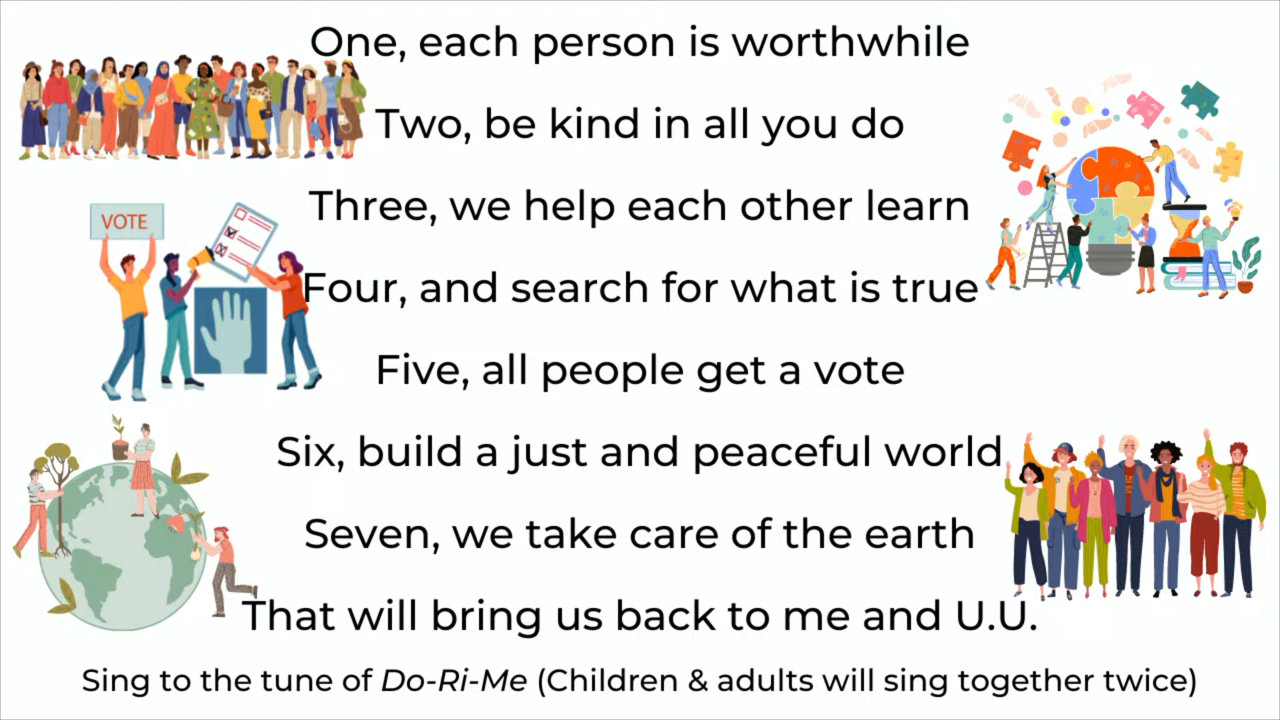 One, each person is worthwhile
Two, be kind in all you do
Three, we help each other learn
VOTE
Four, and search for what is true
Five, all people get a vote
Six, build a just and peaceful world
Seven, we take care of the earth
That will bring us back to me and U.U.
Sing to the tune of Do-Ri-Me (Children & adults will sing together twice)